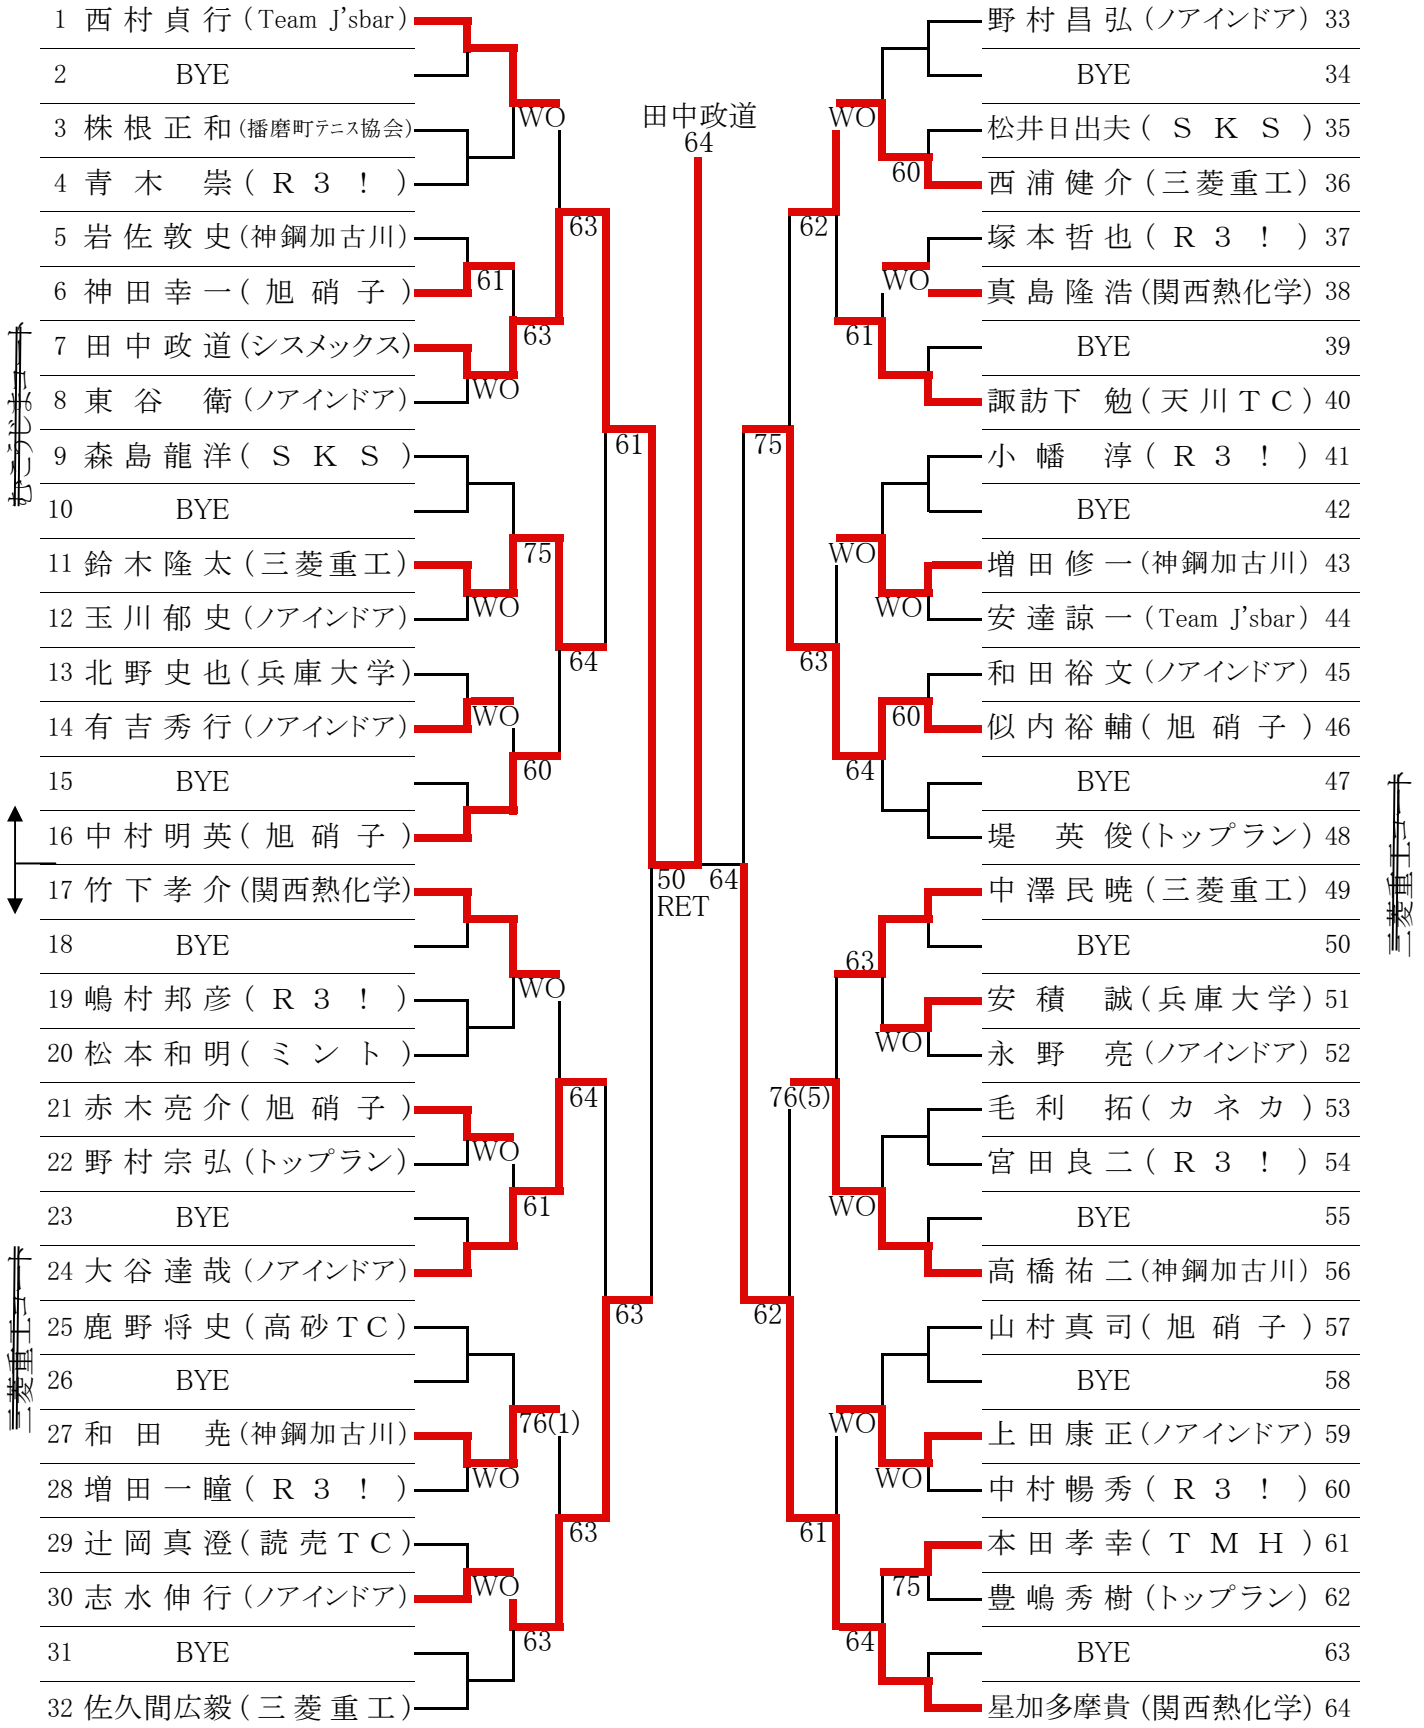 田中政道
64
1 西村貞行 (Team J'sbar)
2 BYE
3 株根正和 (播磨町テニス協会)
4 青木 崇 (R3!)
5 岩佐敦史 (神鋼加古川)
6 神田幸一 (旭硝子)
7 田中政道 (シスメックス)
8 東谷 衛 (ノアインドア)
9 森島龍洋 (SKS)
10 BYE
11 鈴木隆太 (三菱重工)
12 玉川郁史 (ノアインドア)
13 北野史也 (兵庫大学)
14 有吉秀行 (ノアインドア)
15 BYE
16 中村明英 (旭硝子)
17 竹下孝介 (関西熱化学)
18 BYE
19 嶋村邦彦 (R3!)
20 松本和明 (ミント)
21 赤木亮介 (旭硝子)
22 野村宗弘 (トップラン)
23 BYE
24 大谷達哉 (ノアインドア)
25 鹿野将史 (高砂TC)
26 BYE
27 和田 尭 (神鋼加古川)
28 増田一瞳 (R3!)
29 辻岡真澄 (読売TC)
30 志水伸行 (ノアインドア)
31 BYE
32 佐久間広毅 (三菱重工)
むこうじまコート
三菱重工コート
61
WO
WO
WO
WO
WO
WO
WO
63
75
60
WO
61
76(1)
63
63
64
64
63
61
63
50
RET
64
野村昌弘 (ノアインドア) 33
BYE 34
松井日出夫 (SKS) 35
西浦健介 (三菱重工) 36
塚本哲也 (R3!) 37
真島隆浩 (関西熱化学) 38
BYE 39
諏訪下 勉 (天川TC) 40
小幡 淳 (R3!) 41
BYE 42
増田修一 (神鋼加古川) 43
安達諒一 (Team J'sbar) 44
和田裕文 (ノアインドア) 45
似内裕輔 (旭硝子) 46
BYE 47
堤 英俊 (トップラン) 48
中澤民暁 (三菱重工) 49
BYE 50
安積 誠 (兵庫大学) 51
永野 亮 (ノアインドア) 52
毛利 拓 (カネカ) 53
宮田良二 (R3!) 54
BYE 55
高橋祐二 (神鋼加古川) 56
山村真司 (旭硝子) 57
BYE 58
上田康正 (ノアインドア) 59
中村暢秀 (R3!) 60
本田孝幸 (TMH) 61
豊嶋秀樹 (トップラン) 62
BYE 63
星加多摩貴 (関西熱化学) 64
三菱重工コート
60
WO
WO
60
WO
WO
75
WO
61
WO
64
63
WO
WO
64
62
63
76(5)
61
75
62